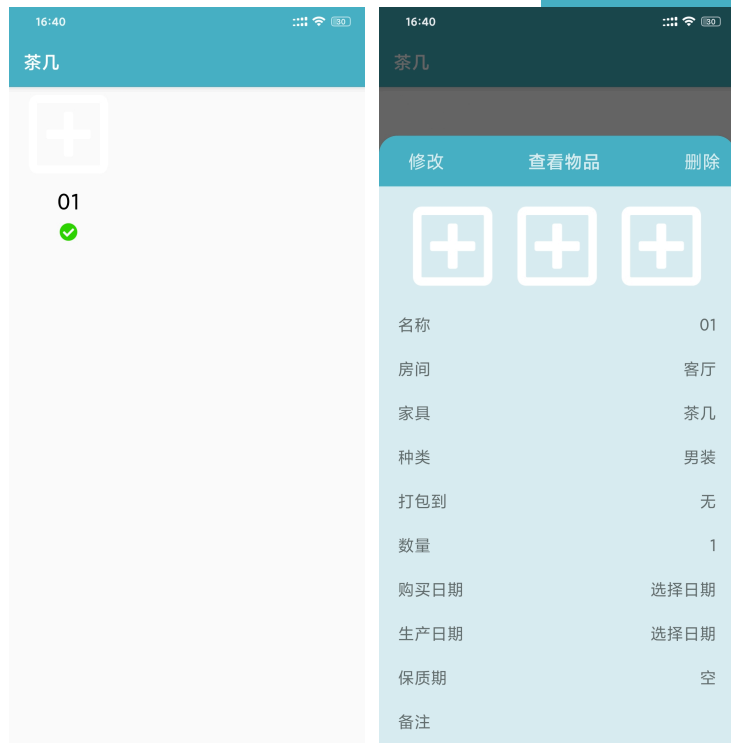 16:40
30
茶几
01
16:40
30
茶几
修改 查看物品 删除
名称 01
房间 客厅
家具 茶几
种类 男装
打包到 无
数量 1
购买日期 选择日期
生产日期 选择日期
保质期 空
备注